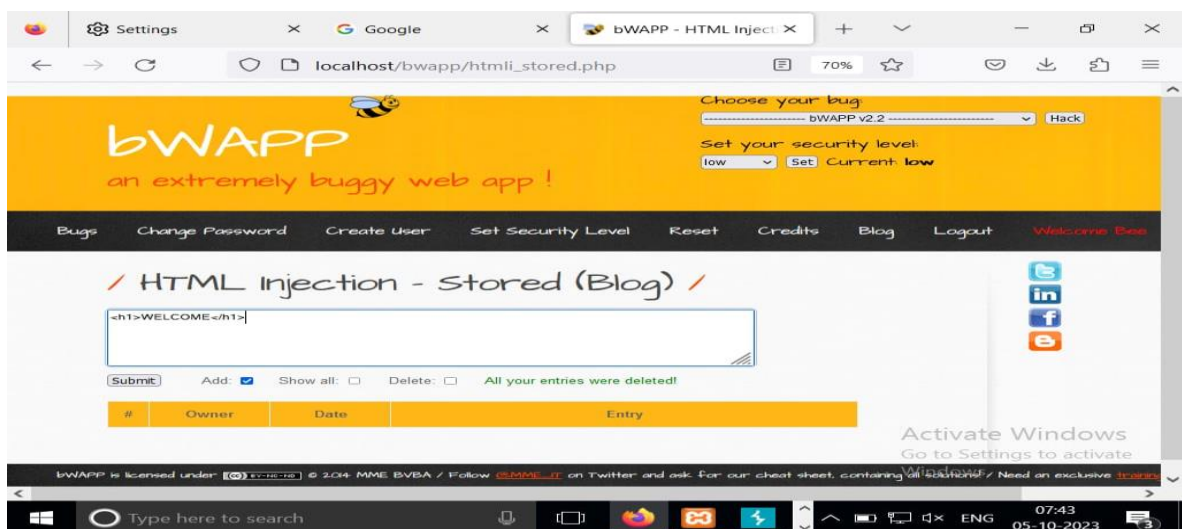 Settings
Google
bWAPP - HTML Inject
localhost/bwapp/htmli_stored.php
70%
bWAPP
an extremely buggy web app !
Choose your bug:
---------------------- bWAPP v2.2 ----------------------
Hack
Set your security level:
low Set Current: low
Bugs Change Password Create User Set Security Level Reset Credits Blog Logout Welcome Bee
/ HTML Injection - Stored (Blog) /
<h1>WELCOME</h1>
Submit Add: Show all: Delete: All your entries were deleted!
# Owner Date Entry
Activate Windows
Go to Settings to activate
Windows.
bWAPP is licensed under BY-NC-ND © 2014 MME BVBA / Follow @MME_IT on Twitter and ask for our cheat sheet, containing all solutions! / Need an exclusive training
Type here to search
ENG
07:43
05-10-2023
3